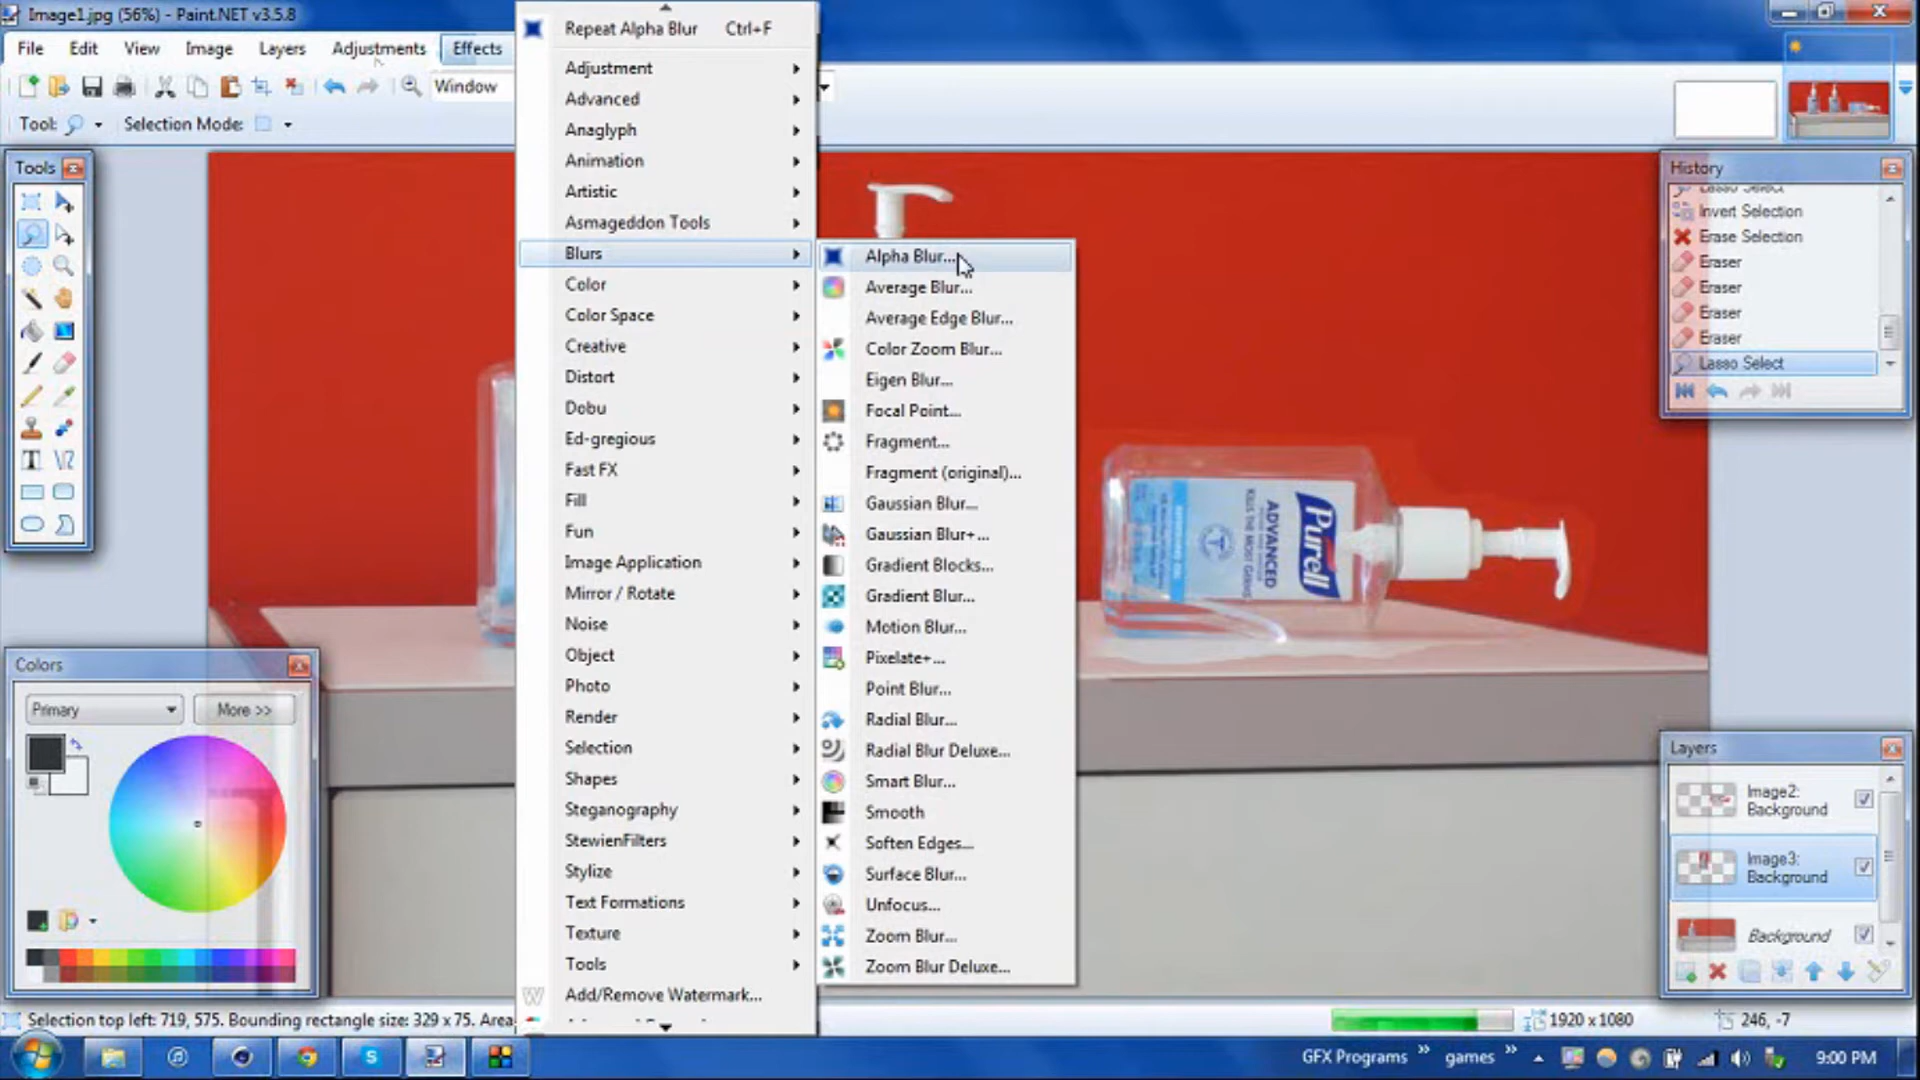 Image1.jpg (56%) - Paint.NET v3.5.8
File Edit View Image Layers Adjustments Effects
Window
Tool: Selection Mode:
Tools
Repeat Alpha Blur Ctrl+F
Adjustment
Advanced
Anaglyph
Animation
Artistic
Asmageddon Tools
Blurs
Color
Color Space
Creative
Distort
Dobu
Ed-gregious
Fast FX
Fill
Fun
Image Application
Mirror / Rotate
Noise
Object
Photo
Render
Selection
Shapes
Steganography
StewienFilters
Stylize
Text Formations
Texture
Tools
Add/Remove Watermark...
Alpha Blur...
Average Blur...
Average Edge Blur...
Color Zoom Blur...
Eigen Blur...
Focal Point...
Fragment...
Fragment (original)...
Gaussian Blur...
Gaussian Blur+...
Gradient Blocks...
Gradient Blur...
Motion Blur...
Pixelate+...
Point Blur...
Radial Blur...
Radial Blur Deluxe...
Smart Blur...
Smooth
Soften Edges...
Surface Blur...
Unfocus...
Zoom Blur...
Zoom Blur Deluxe...
Purell
ADVANCED
KILLS THE MOST GERMS
History
Lasso Select
Invert Selection
Erase Selection
Eraser
Eraser
Eraser
Eraser
Lasso Select
Colors
Primary
More >>
Layers
Image2:
Background
Image3:
Background
Background
Selection top left: 719, 575. Bounding rectangle size: 329 x 75. Area:
1920 x 1080
246, -7
GFX Programs » games »
9:00 PM